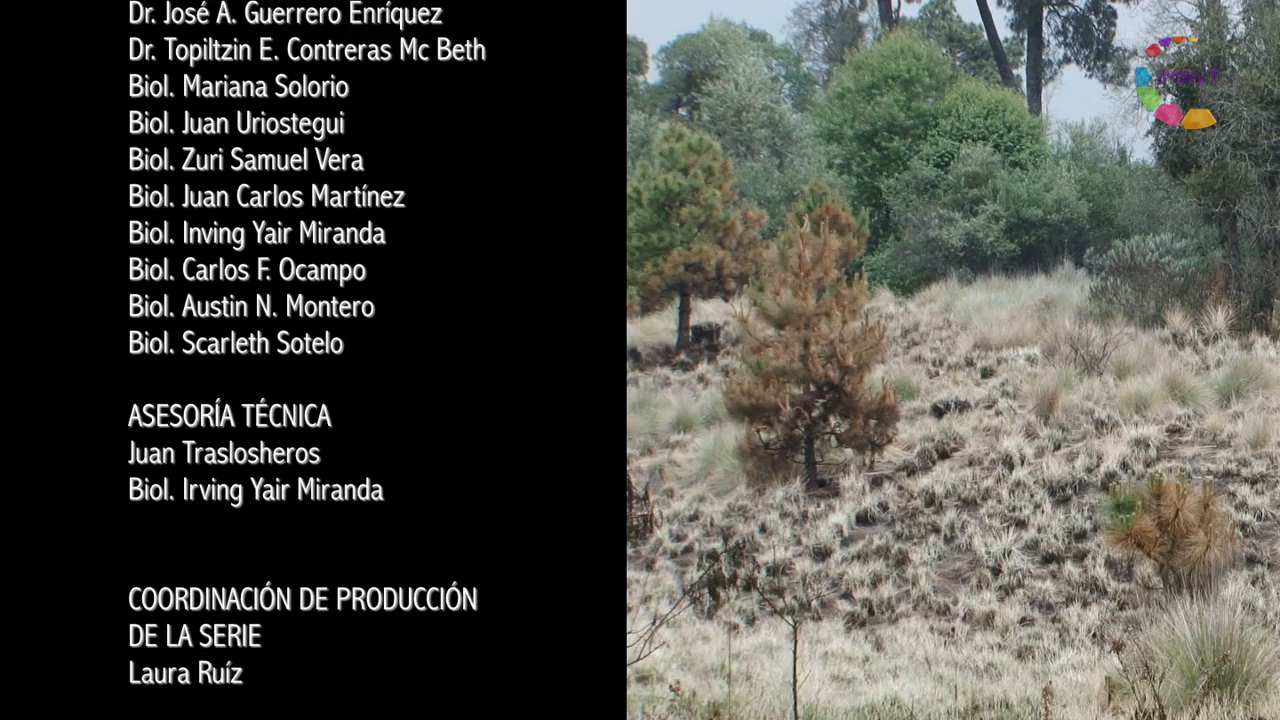 Dr. José A. Guerrero Enríquez
Dr. Topiltzin E. Contreras Mc Beth
Biol. Mariana Solorio
Biol. Juan Uriostegui
Biol. Zuri Samuel Vera
Biol. Juan Carlos Martínez
Biol. Inving Yair Miranda
Biol. Carlos F. Ocampo
Biol. Austin N. Montero
Biol. Scarleth Sotelo
ASESORÍA TÉCNICA
Juan Traslosheros
Biol. Irving Yair Miranda
COORDINACIÓN DE PRODUCCIÓN
DE LA SERIE
Laura Ruíz